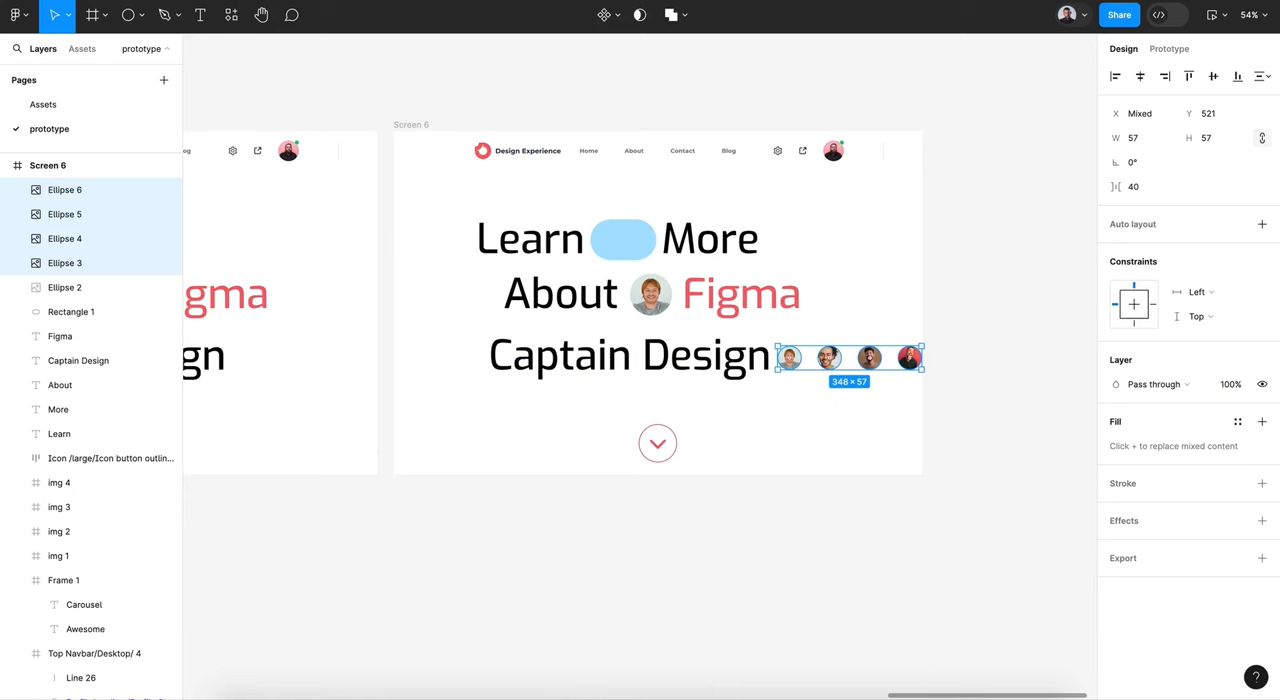 Share
54%
Layers
Assets
prototype
Pages
Assets
prototype
Screen 6
Ellipse 6
Ellipse 5
Ellipse 4
Ellipse 3
Ellipse 2
Rectangle 1
Figma
Captain Design
About
More
Learn
Icon /large/Icon button outlin...
img 4
img 3
img 2
img 1
Frame 1
Carousel
Awesome
Top Navbar/Desktop/ 4
Line 26
og
gma
gn
Screen 6
Design Experience
Home
About
Contact
Blog
Learn More
About Figma
Captain Design
348 × 57
Design
Prototype
X Mixed
Y 521
W 57
H 57
0°
40
Auto layout
Constraints
Left
Top
Layer
Pass through
100%
Fill
Click + to replace mixed content
Stroke
Effects
Export
?